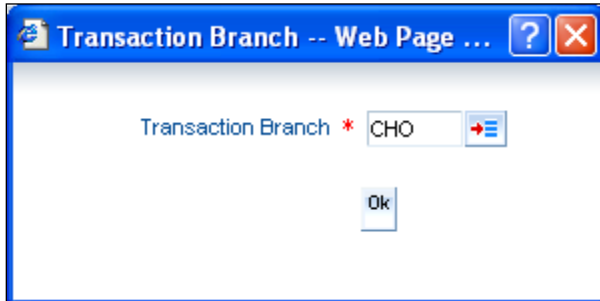 Transaction Branch -- Web Page ...
Transaction Branch * CHO
Ok